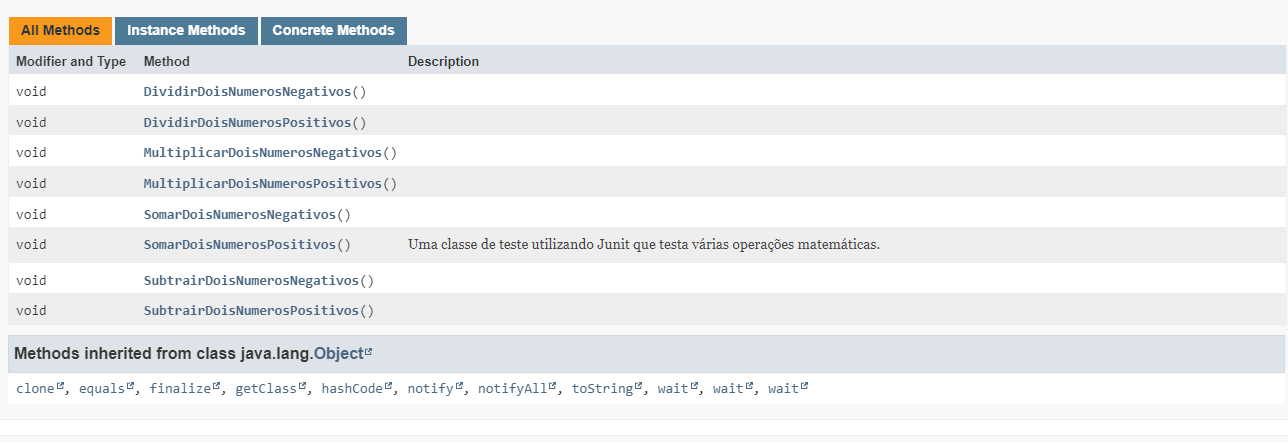 All Methods Instance Methods Concrete Methods
Modifier and Type Method Description
void DividirDoisNumerosNegativos()
void DividirDoisNumerosPositivos()
void MultiplicarDoisNumerosNegativos()
void MultiplicarDoisNumerosPositivos()
void SomarDoisNumerosNegativos()
void SomarDoisNumerosPositivos() Uma classe de teste utilizando Junit que testa várias operações matemáticas.
void SubtrairDoisNumerosNegativos()
void SubtrairDoisNumerosPositivos()
Methods inherited from class java.lang.Object
clone, equals, finalize, getClass, hashCode, notify, notifyAll, toString, wait, wait, wait